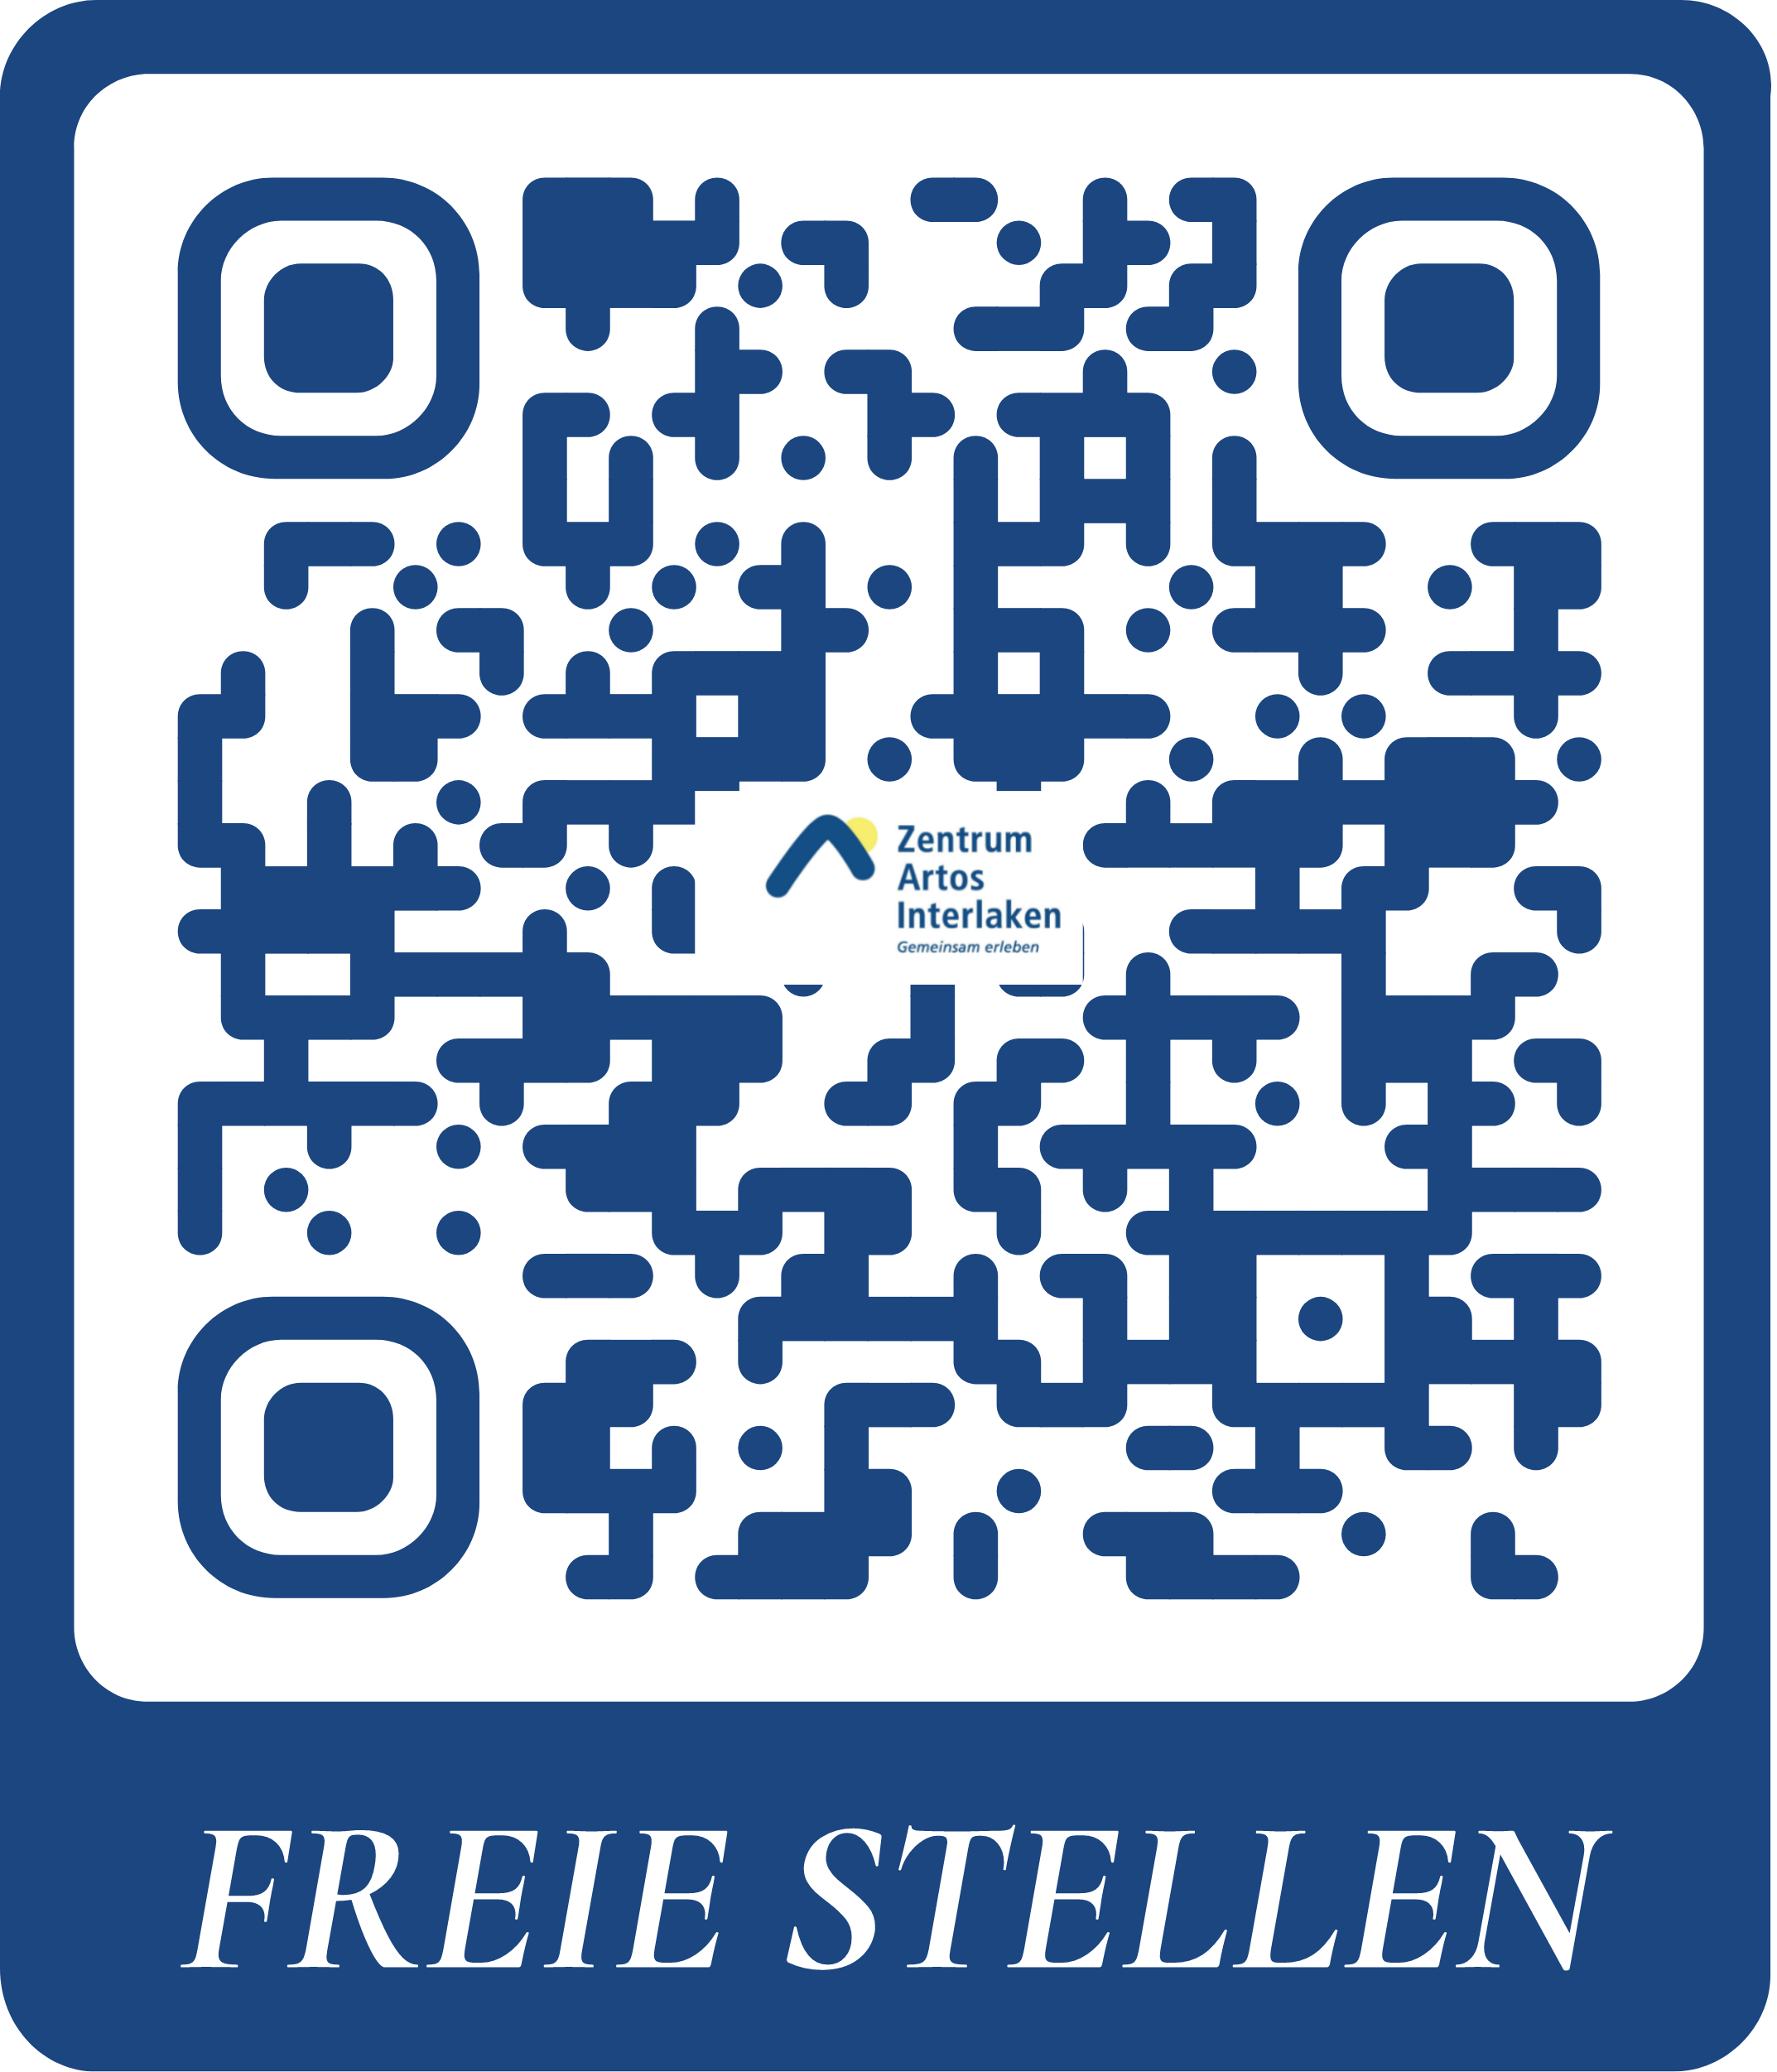 Zentrum
Artos
Interlaken
Gemeinsam erleben
FREIE STELLEN